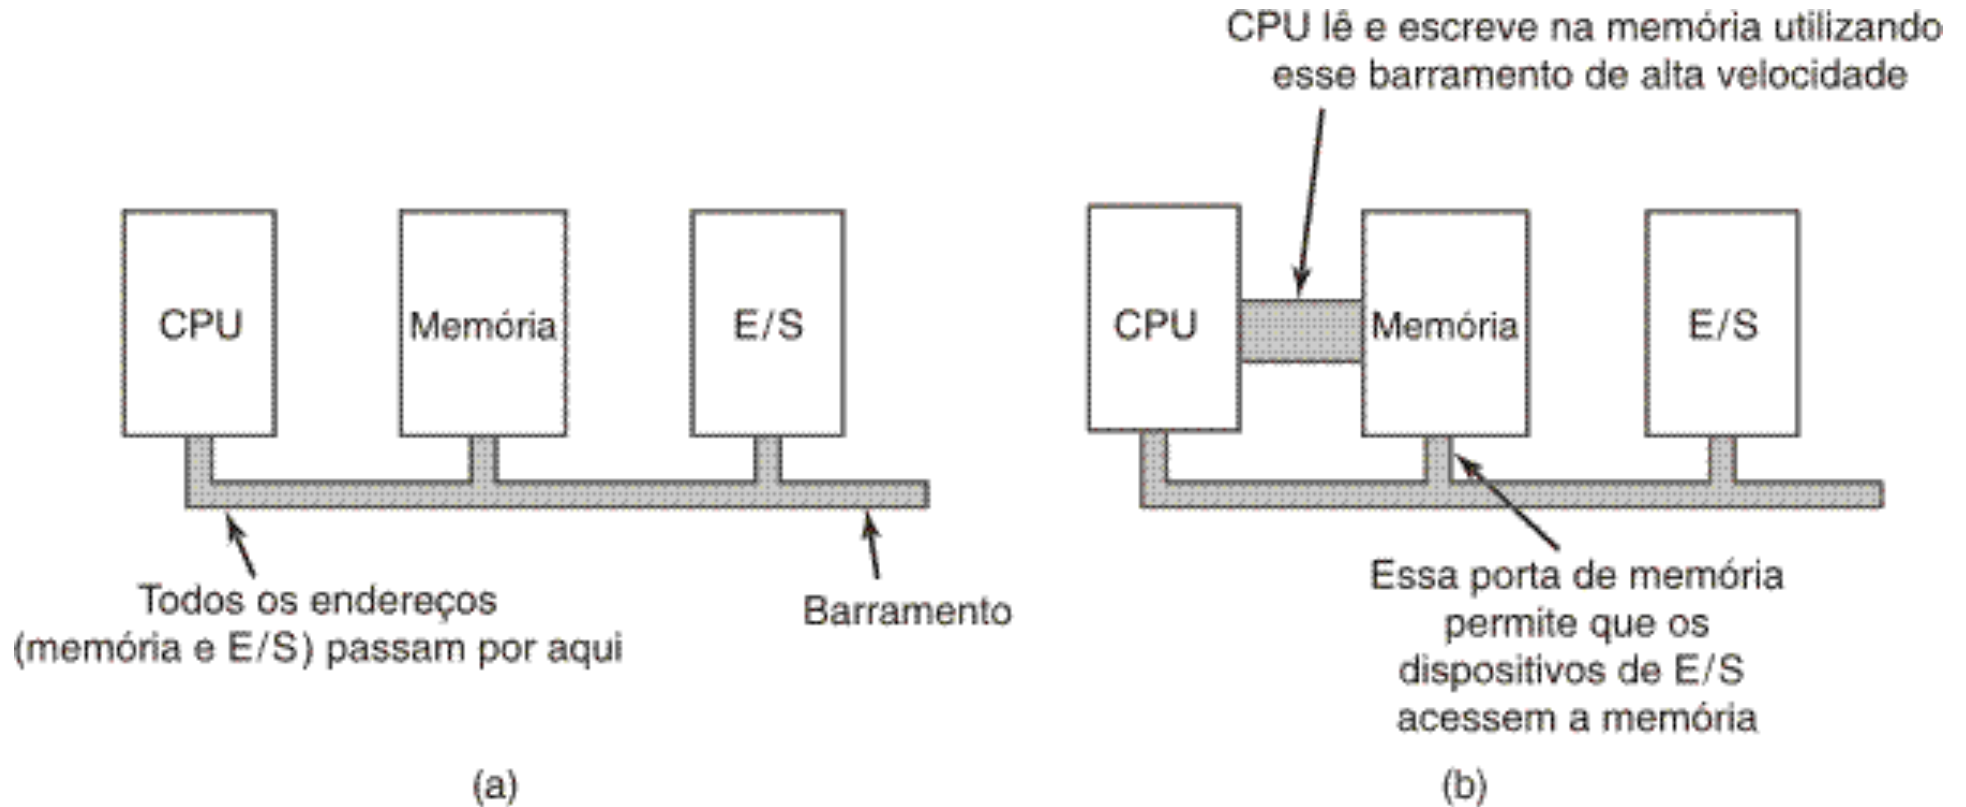 CPU
Memória
E/S
Todos os endereços
(memória e E/S) passam por aqui
Barramento
(a)
CPU lê e escreve na memória utilizando
esse barramento de alta velocidade
CPU
Memória
E/S
Essa porta de memória
permite que os
dispositivos de E/S
acessem a memória
(b)